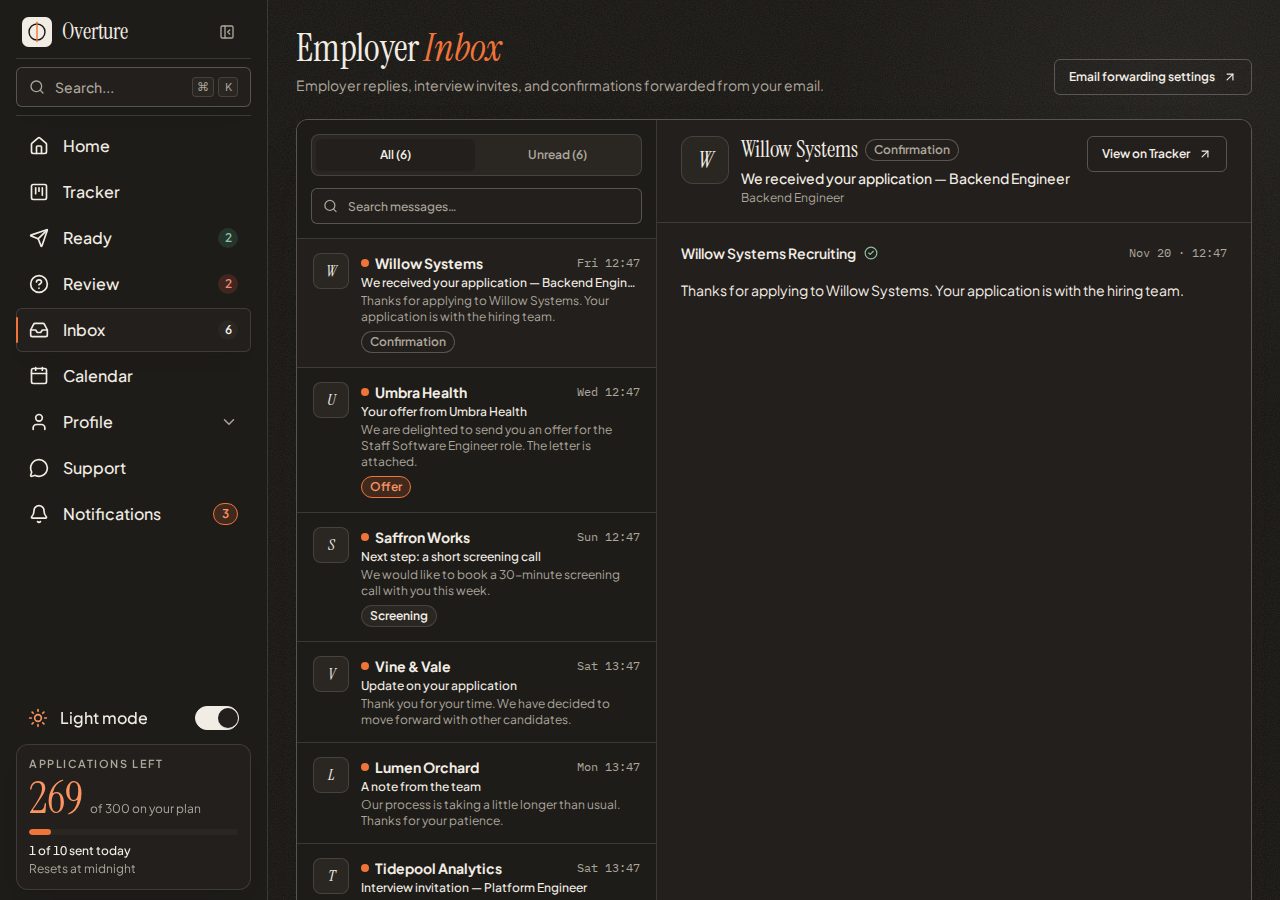 Overture
Search...
⌘ K
Home
Tracker
Ready 2
Review 2
Inbox 6
Calendar
Profile
Support
Notifications 3
Light mode
APPLICATIONS LEFT
269 of 300 on your plan
1 of 10 sent today
Resets at midnight
Employer Inbox
Employer replies, interview invites, and confirmations forwarded from your email.
Email forwarding settings
All (6)
Unread (6)
Search messages...
W
Willow Systems Fri 12:47
We received your application — Backend Engin...
Thanks for applying to Willow Systems. Your
application is with the hiring team.
Confirmation
U
Umbra Health Wed 12:47
Your offer from Umbra Health
We are delighted to send you an offer for the
Staff Software Engineer role. The letter is
attached.
Offer
S
Saffron Works Sun 12:47
Next step: a short screening call
We would like to book a 30-minute screening
call with you this week.
Screening
V
Vine & Vale Sat 13:47
Update on your application
Thank you for your time. We have decided to
move forward with other candidates.
L
Lumen Orchard Mon 13:47
A note from the team
Our process is taking a little longer than usual.
Thanks for your patience.
T
Tidepool Analytics Sat 13:47
Interview invitation — Platform Engineer
W
Willow Systems Confirmation
We received your application — Backend Engineer
Backend Engineer
View on Tracker
Willow Systems Recruiting Nov 20 · 12:47
Thanks for applying to Willow Systems. Your application is with the hiring team.